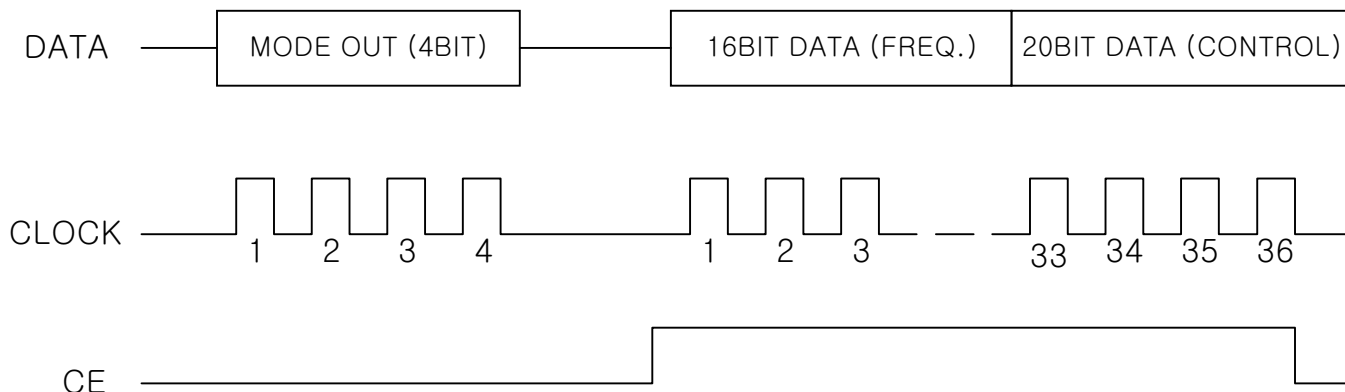 DATA
MODE OUT (4BIT)
16BIT DATA (FREQ.)
20BIT DATA (CONTROL)
CLOCK
1 2 3 4 1 2 3 33 34 35 36
CE